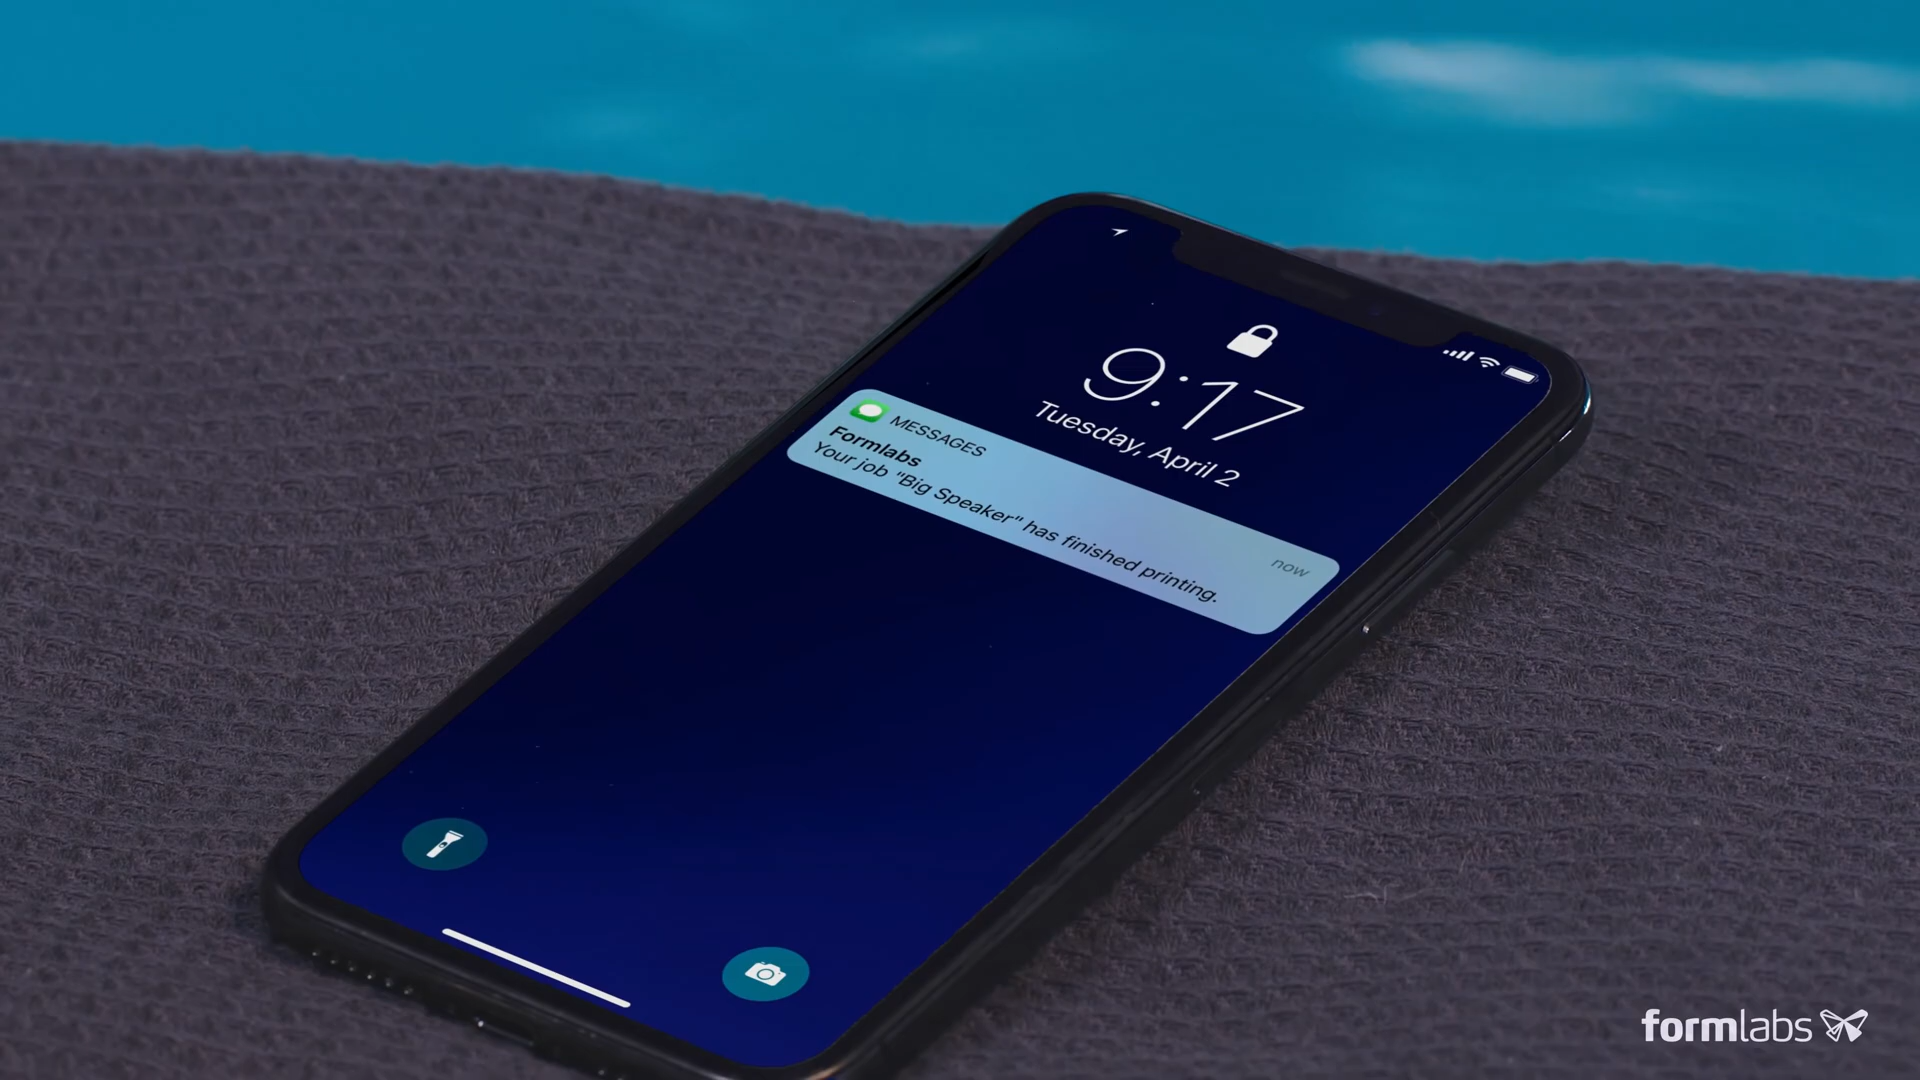 9:17
Tuesday, April 2
MESSAGES
now
Formlabs
Your job "Big Speaker" has finished printing.
formlabs